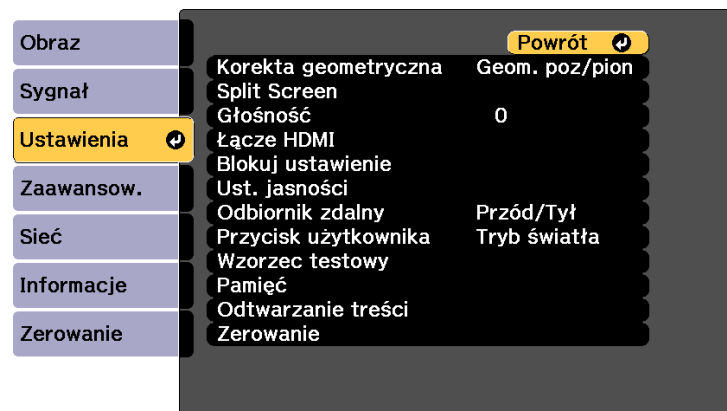 Obraz
Sygnał
Ustawienia
Zaawansow.
Sieć
Informacje
Zerowanie
Powrót
Korekta geometryczna Geom. poz/pion
Split Screen
Głośność 0
Łącze HDMI
Blokuj ustawienie
Ust. jasności
Odbiornik zdalny Przód/Tył
Przycisk użytkownika Tryb światła
Wzorzec testowy
Pamięć
Odtwarzanie treści
Zerowanie